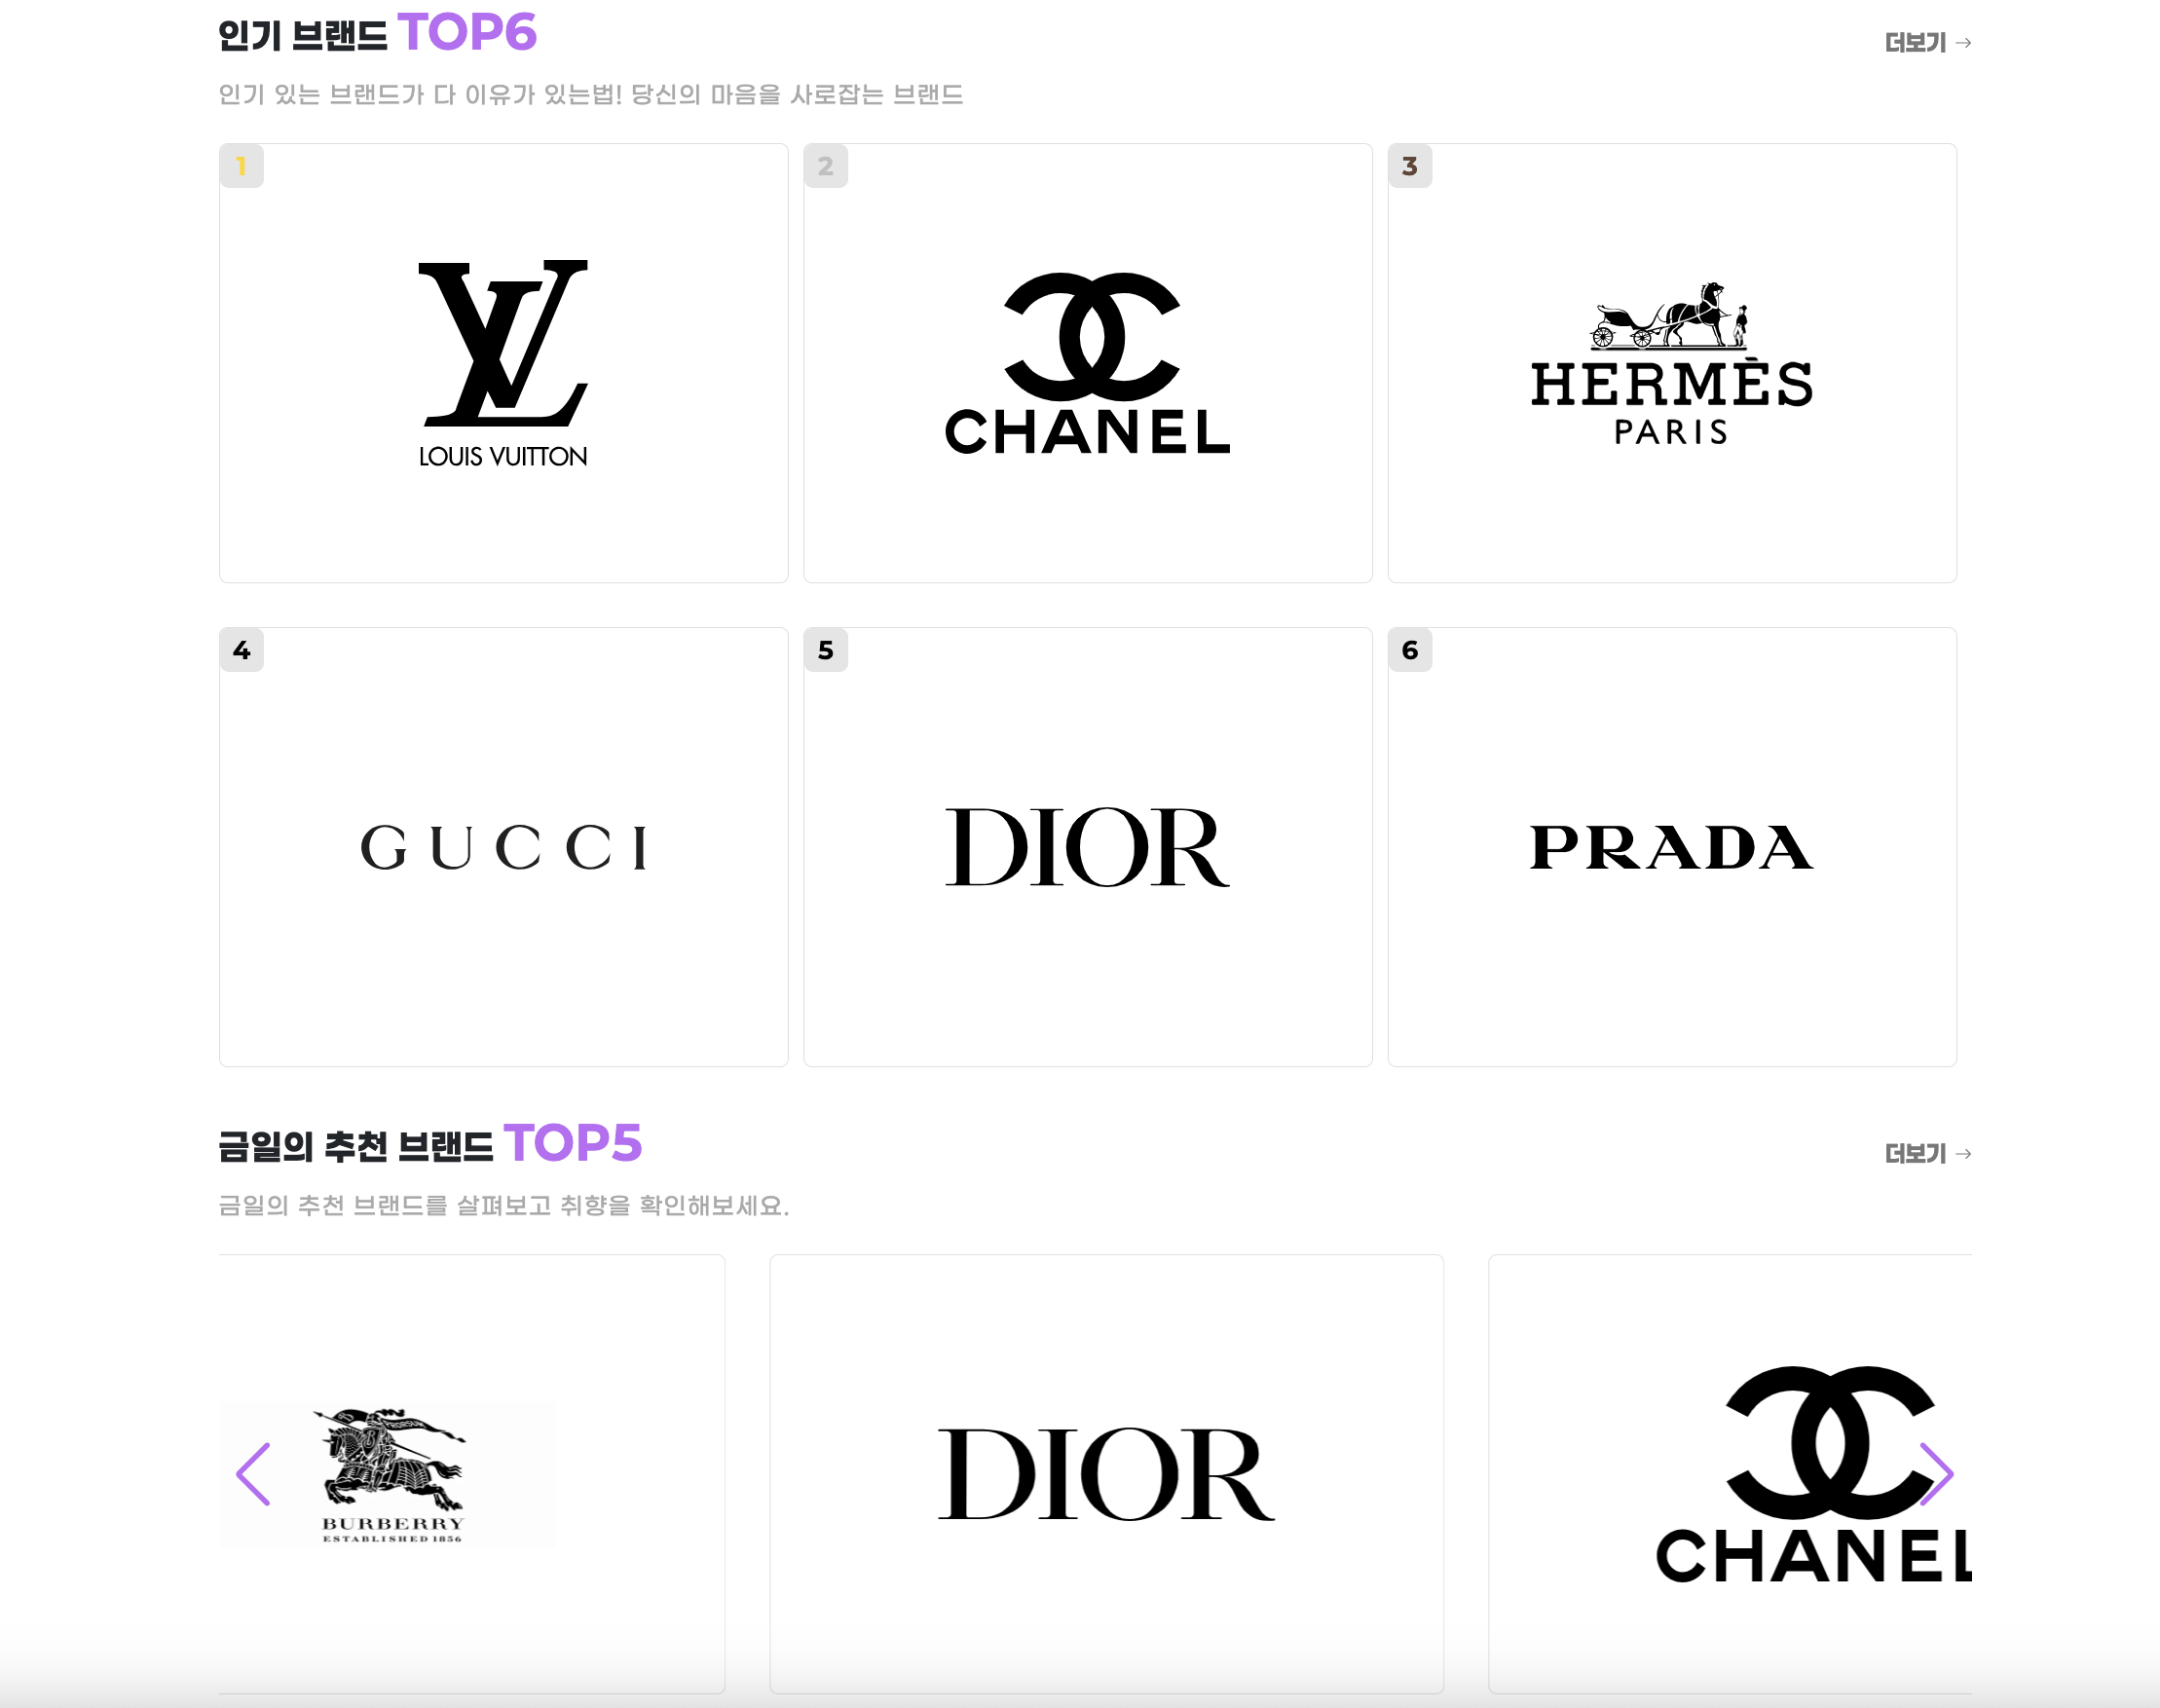 인기 브랜드 TOP6
더보기 →
인기 있는 브랜드가 다 이유가 있는법! 당신의 마음을 사로잡는 브랜드
1
LV
LOUIS VUITTON
2
CHANEL
3
HERMÈS
PARIS
4
GUCCI
5
DIOR
6
PRADA
금일의 추천 브랜드 TOP5
더보기 →
금일의 추천 브랜드를 살펴보고 취향을 확인해보세요.
BURBERRY
ESTABLISHED 1856
DIOR
CHANEL